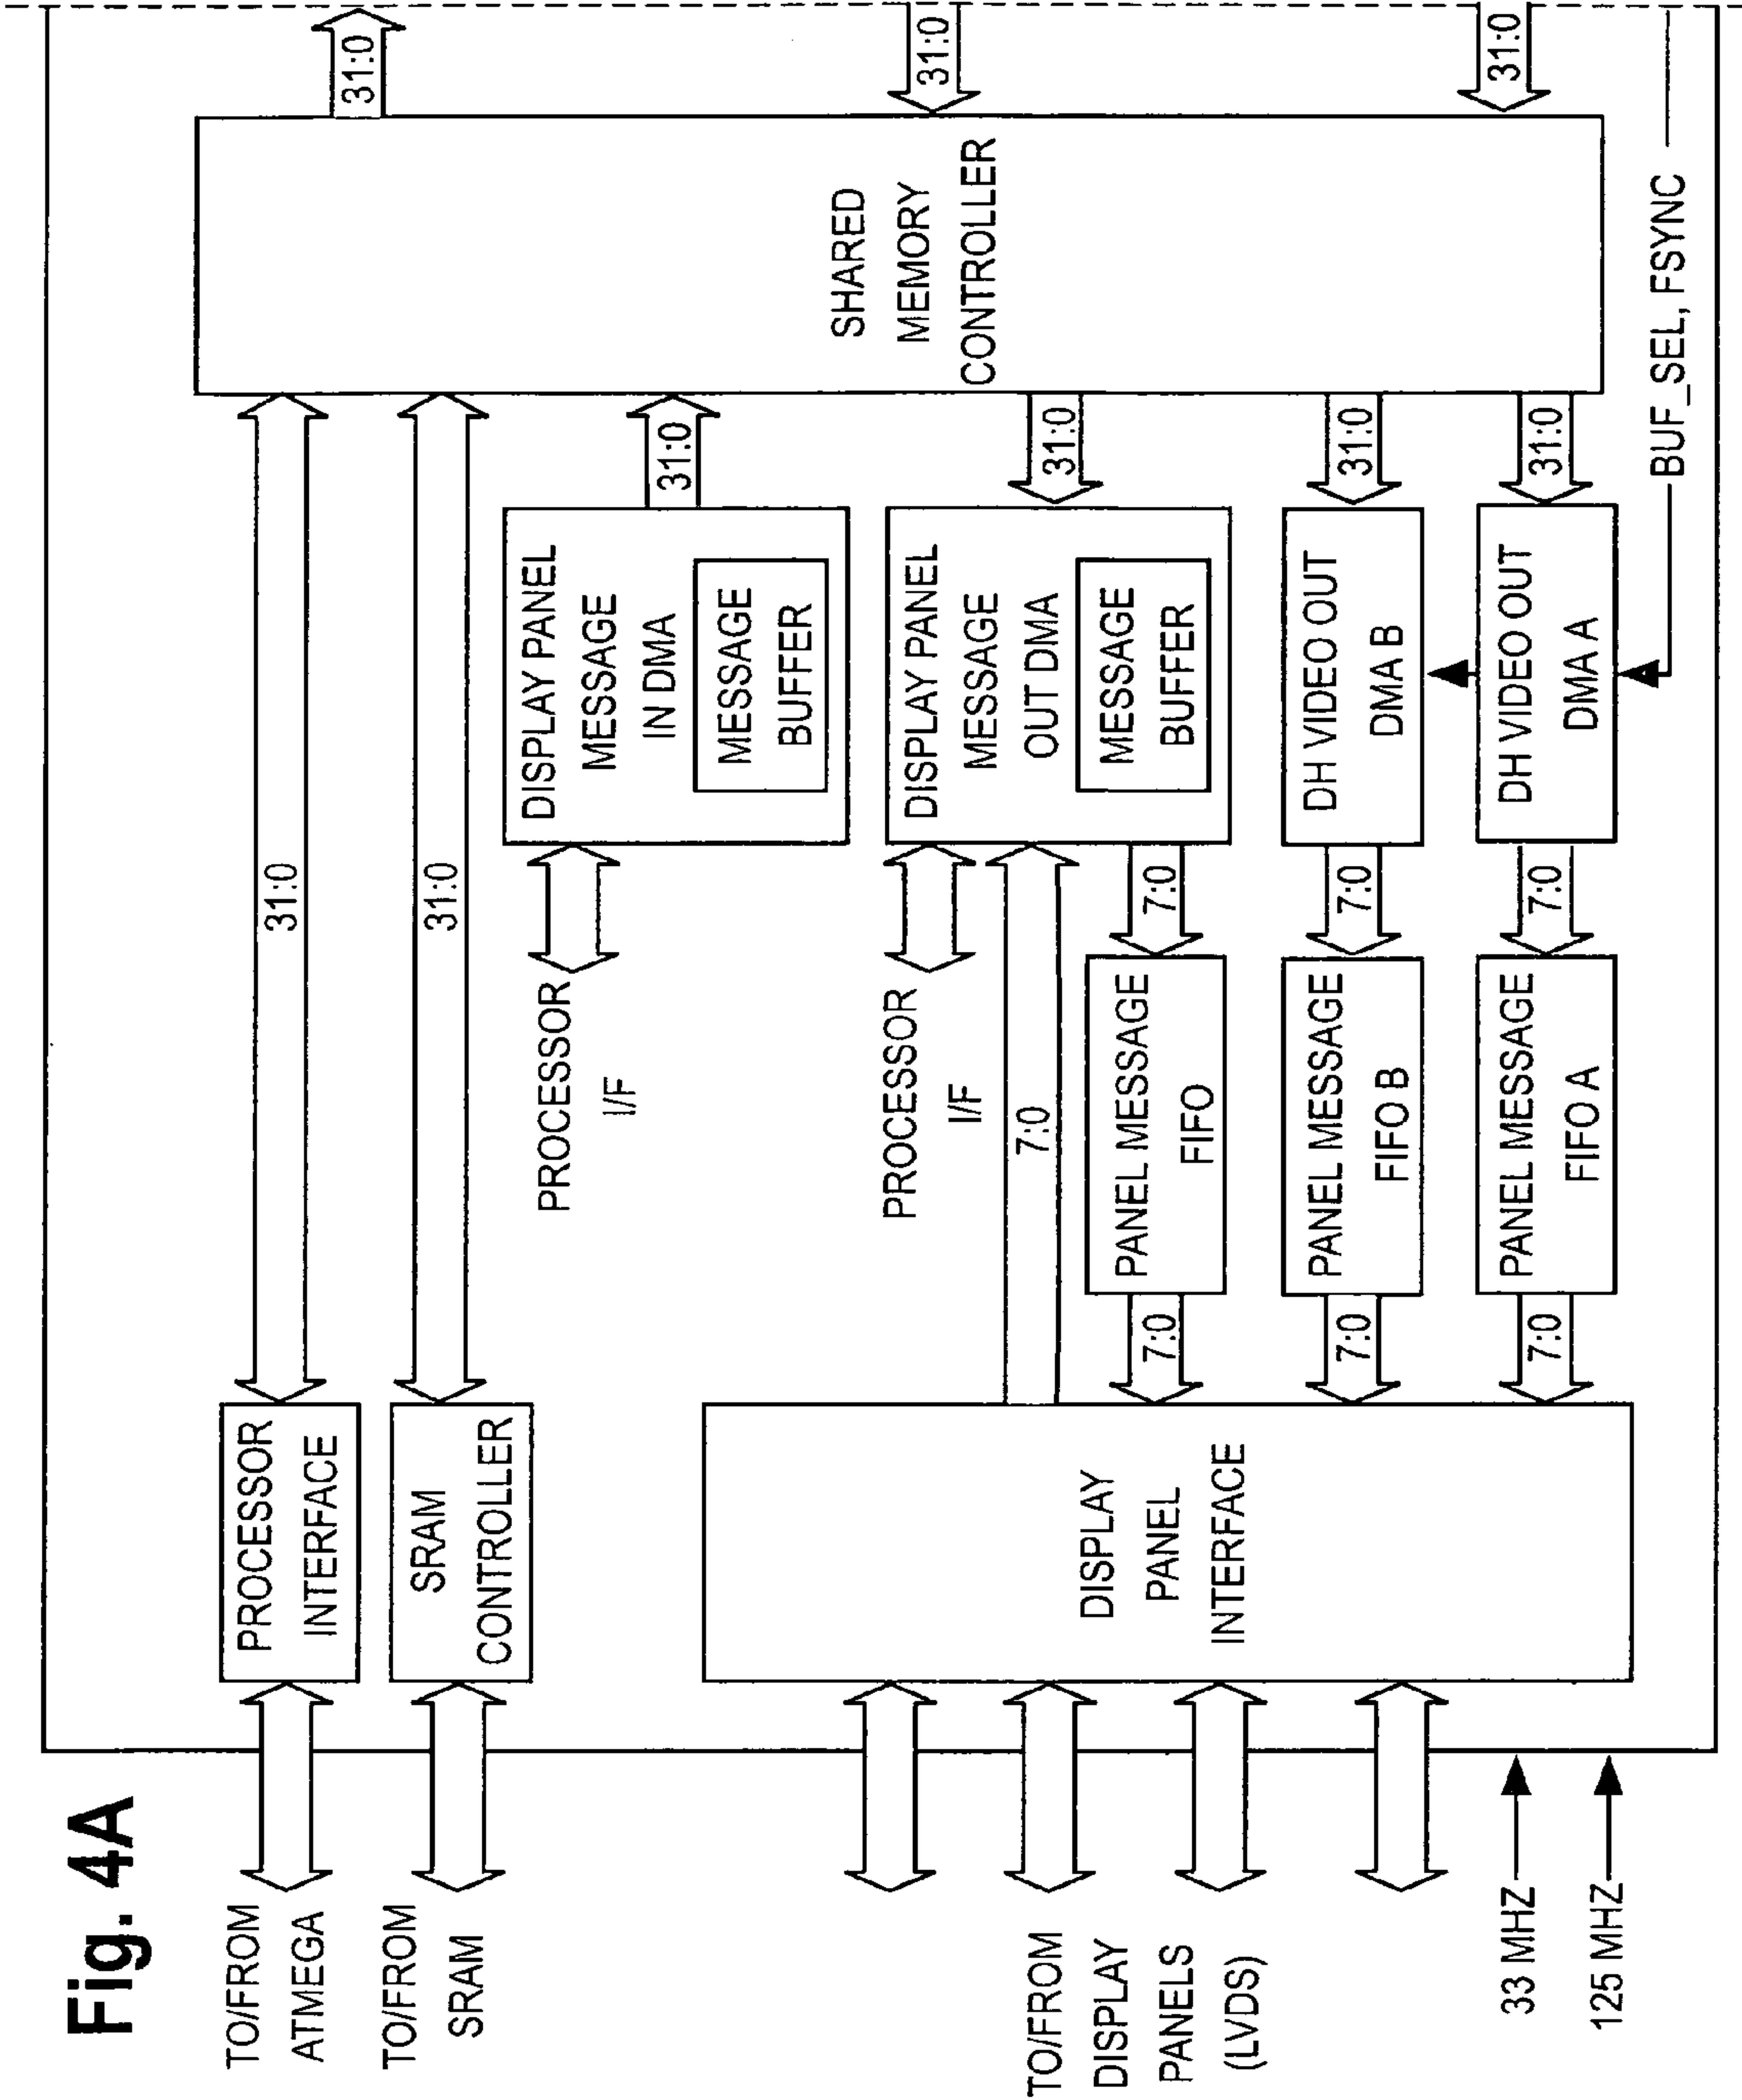 Fig. 4A
TO/FROM
ATMEGA
TO/FROM
SRAM
TO/FROM
DISPLAY
PANELS
(LVDS)
33 MHZ
125 MHZ
PROCESSOR
INTERFACE
SRAM
CONTROLLER
DISPLAY
PANEL
INTERFACE
31:0
31:0
PROCESSOR
I/F
PROCESSOR
I/F
7:0
7:0
7:0
7:0
PANEL MESSAGE
FIFO
PANEL MESSAGE
FIFO B
PANEL MESSAGE
FIFO A
7:0
7:0
7:0
DISPLAY PANEL
MESSAGE
IN DMA
MESSAGE
BUFFER
DISPLAY PANEL
MESSAGE
OUT DMA
MESSAGE
BUFFER
DH VIDEO OUT
DMA B
DH VIDEO OUT
DMA A
31:0
31:0
31:0
31:0
SHARED
MEMORY
CONTROLLER
BUF_SEL, FSYNC
31:0
31:0
31:0